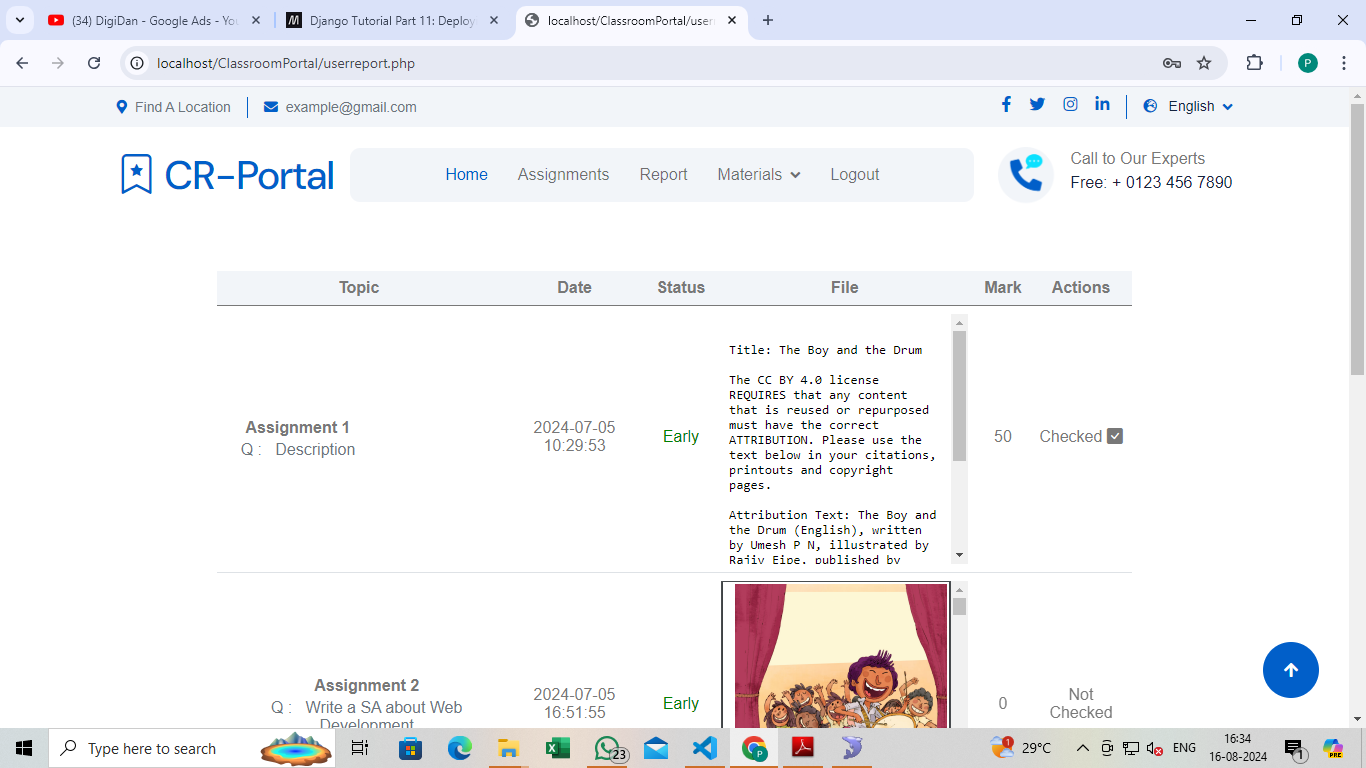 (34) DigiDan - Google Ads - You
Django Tutorial Part 11: Deployi
localhost/ClassroomPortal/userr
localhost/ClassroomPortal/userreport.php
P
Find A Location
example@gmail.com
English
CR-Portal
Home
Assignments
Report
Materials
Logout
Call to Our Experts
Free: + 0123 456 7890
Topic
Date
Status
File
Mark
Actions
Assignment 1
Q : Description
2024-07-05
10:29:53
Early
Title: The Boy and the Drum
The CC BY 4.0 license
REQUIRES that any content
that is reused or repurposed
must have the correct
ATTRIBUTION. Please use the
text below in your citations,
printouts and copyright
pages.
Attribution Text: The Boy and
the Drum (English), written
by Umesh P N, illustrated by
Rajiv Eipe, published by
50
Checked
Assignment 2
Q : Write a SA about Web
Development
2024-07-05
16:51:55
Early
0
Not
Checked
Type here to search
23
P
1
29°C
ENG
16:34
16-08-2024
1
PRE